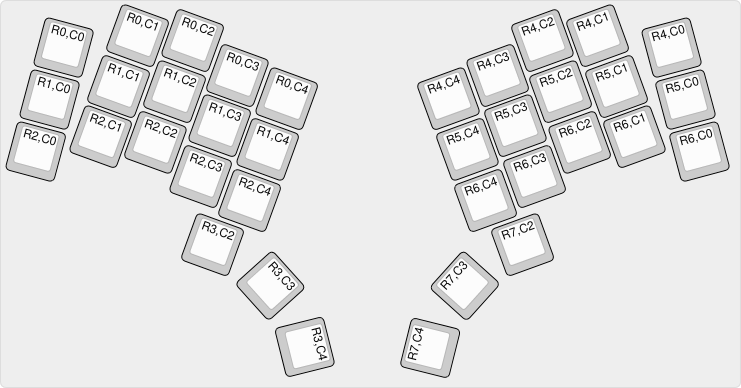 R0,C0
R0,C1
R0,C2
R0,C3
R0,C4
R1,C0
R1,C1
R1,C2
R1,C3
R1,C4
R2,C0
R2,C1
R2,C2
R2,C3
R2,C4
R3,C2
R3,C3
R3,C4
R4,C4
R4,C3
R4,C2
R4,C1
R4,C0
R5,C4
R5,C3
R5,C2
R5,C1
R5,C0
R6,C4
R6,C3
R6,C2
R6,C1
R6,C0
R7,C2
R7,C3
R7,C4